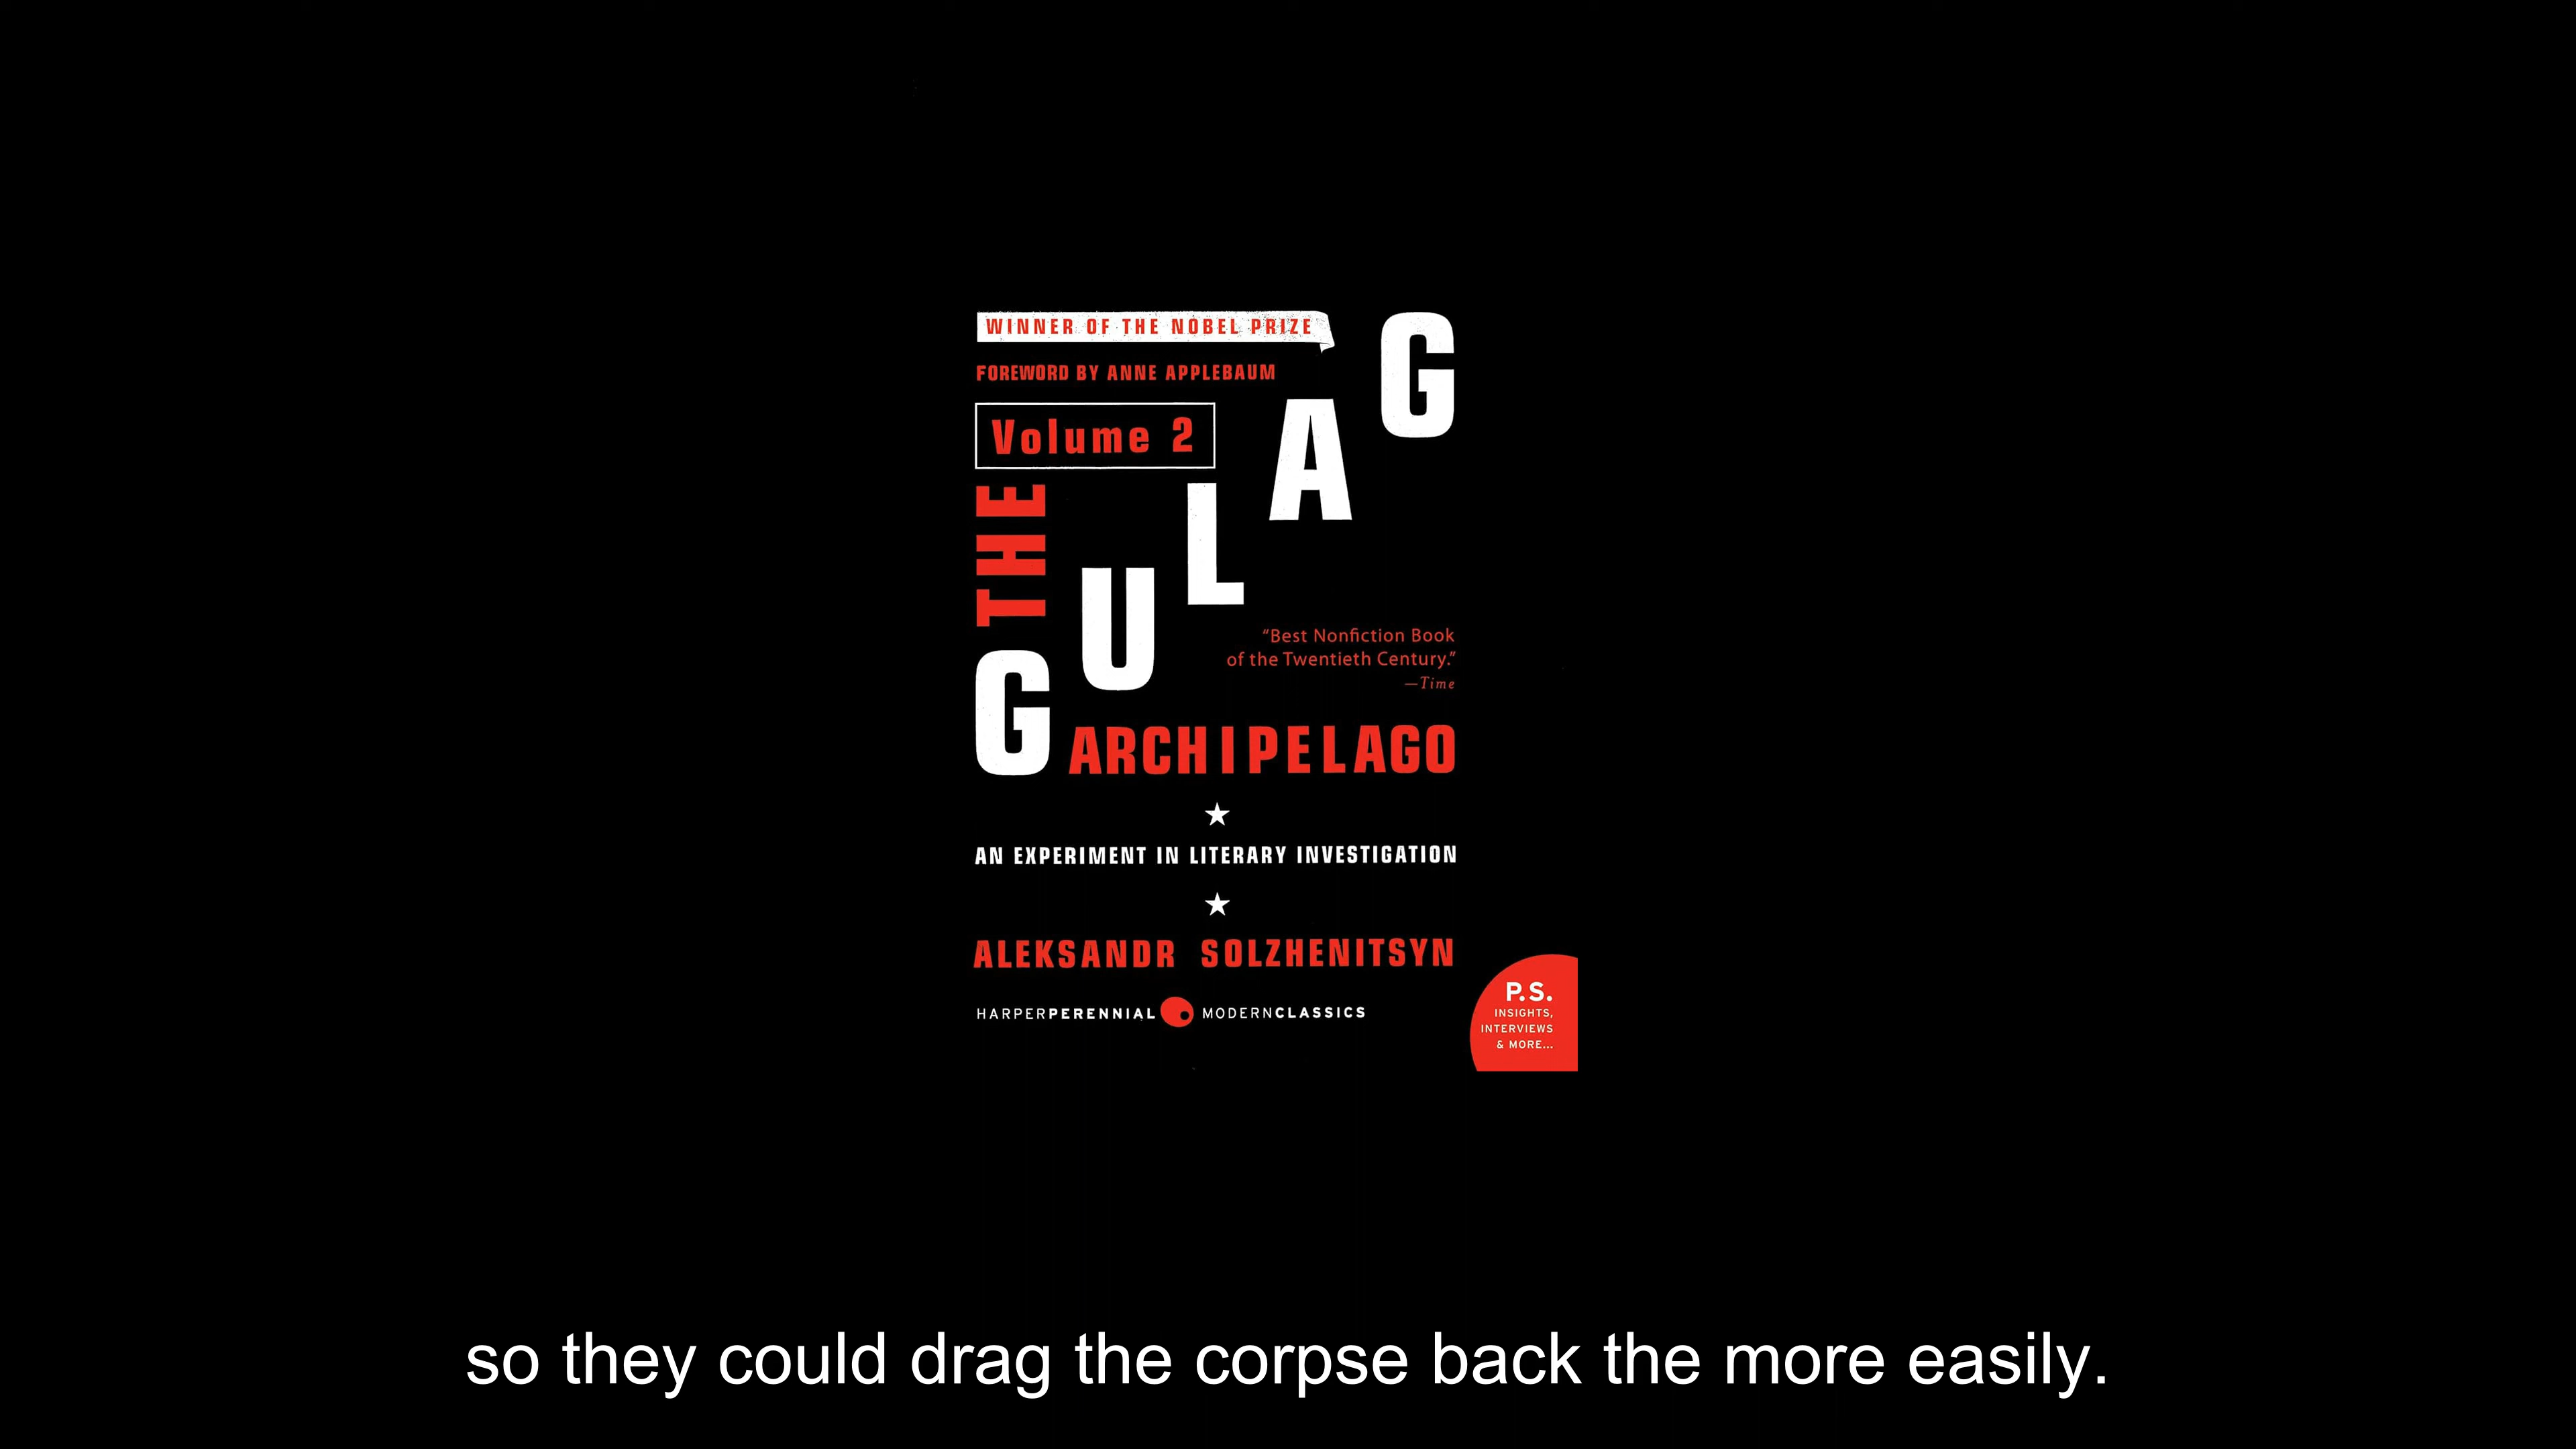 WINNER OF THE NOBEL PRIZE
FOREWORD BY ANNE APPLEBAUM
Volume 2
THE
GULAG
"Best Nonfiction Book
of the Twentieth Century."
—Time
ARCHIPELAGO
AN EXPERIMENT IN LITERARY INVESTIGATION
ALEKSANDR SOLZHENITSYN
HARPERPERENNIAL MODERNCLASSICS
P.S.
INSIGHTS,
INTERVIEWS
& MORE...
so they could drag the corpse back the more easily.